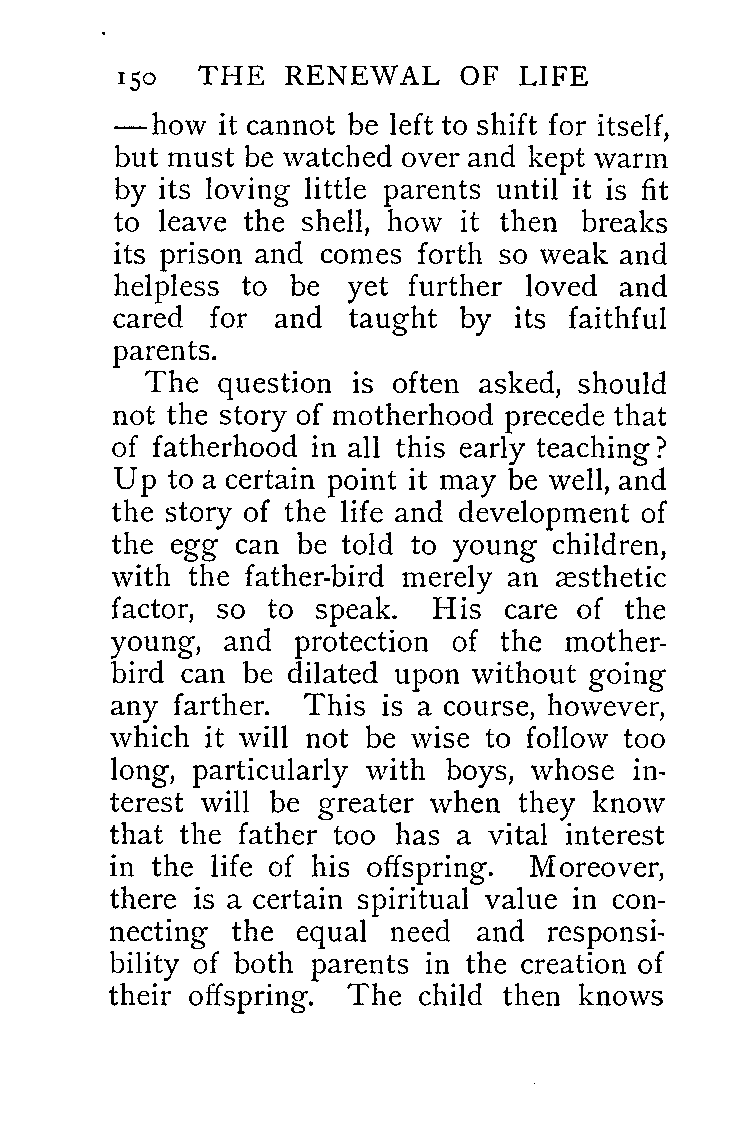 150 THE RENEWAL OF LIFE
—how it cannot be left to shift for itself,
but must be watched over and kept warm
by its loving little parents until it is fit
to leave the shell, how it then breaks
its prison and comes forth so weak and
helpless to be yet further loved and
cared for and taught by its faithful
parents.
The question is often asked, should
not the story of motherhood precede that
of fatherhood in all this early teaching?
Up to a certain point it may be well, and
the story of the life and development of
the egg can be told to young children,
with the father-bird merely an æsthetic
factor, so to speak. His care of the
young, and protection of the mother-
bird can be dilated upon without going
any farther. This is a course, however,
which it will not be wise to follow too
long, particularly with boys, whose in-
terest will be greater when they know
that the father too has a vital interest
in the life of his offspring. Moreover,
there is a certain spiritual value in con-
necting the equal need and responsi-
bility of both parents in the creation of
their offspring. The child then knows